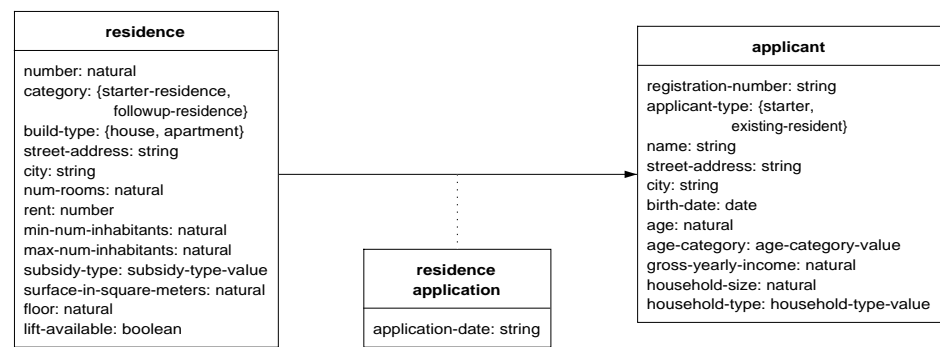 residence
number: natural
category: {starter-residence,
followup-residence}
build-type: {house, apartment}
street-address: string
city: string
num-rooms: natural
rent: number
min-num-inhabitants: natural
max-num-inhabitants: natural
subsidy-type: subsidy-type-value
surface-in-square-meters: natural
floor: natural
lift-available: boolean
residence
application
application-date: string
applicant
registration-number: string
applicant-type: {starter,
existing-resident}
name: string
street-address: string
city: string
birth-date: date
age: natural
age-category: age-category-value
gross-yearly-income: natural
household-size: natural
household-type: household-type-value